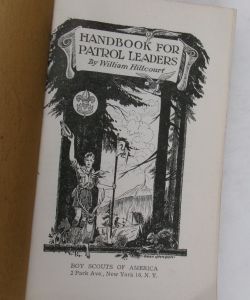 HANDBOOK FOR
PATROL LEADERS
By William Hillcourt
BOY SCOUTS OF AMERICA
2 Park Ave., New York 16, N. Y.